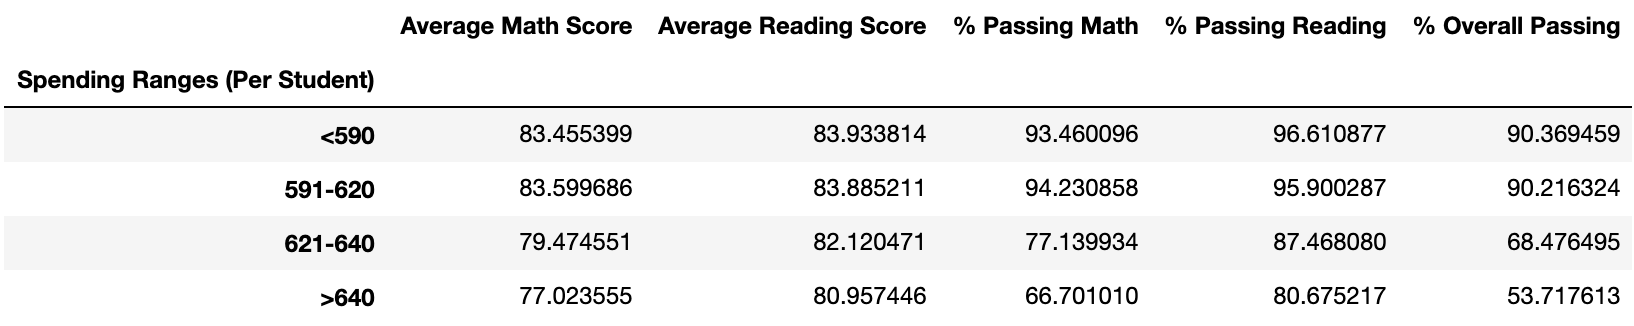 Average Math Score Average Reading Score % Passing Math % Passing Reading % Overall Passing
Spending Ranges (Per Student)
<590 83.455399 83.933814 93.460096 96.610877 90.369459
591-620 83.599686 83.885211 94.230858 95.900287 90.216324
621-640 79.474551 82.120471 77.139934 87.468080 68.476495
>640 77.023555 80.957446 66.701010 80.675217 53.717613